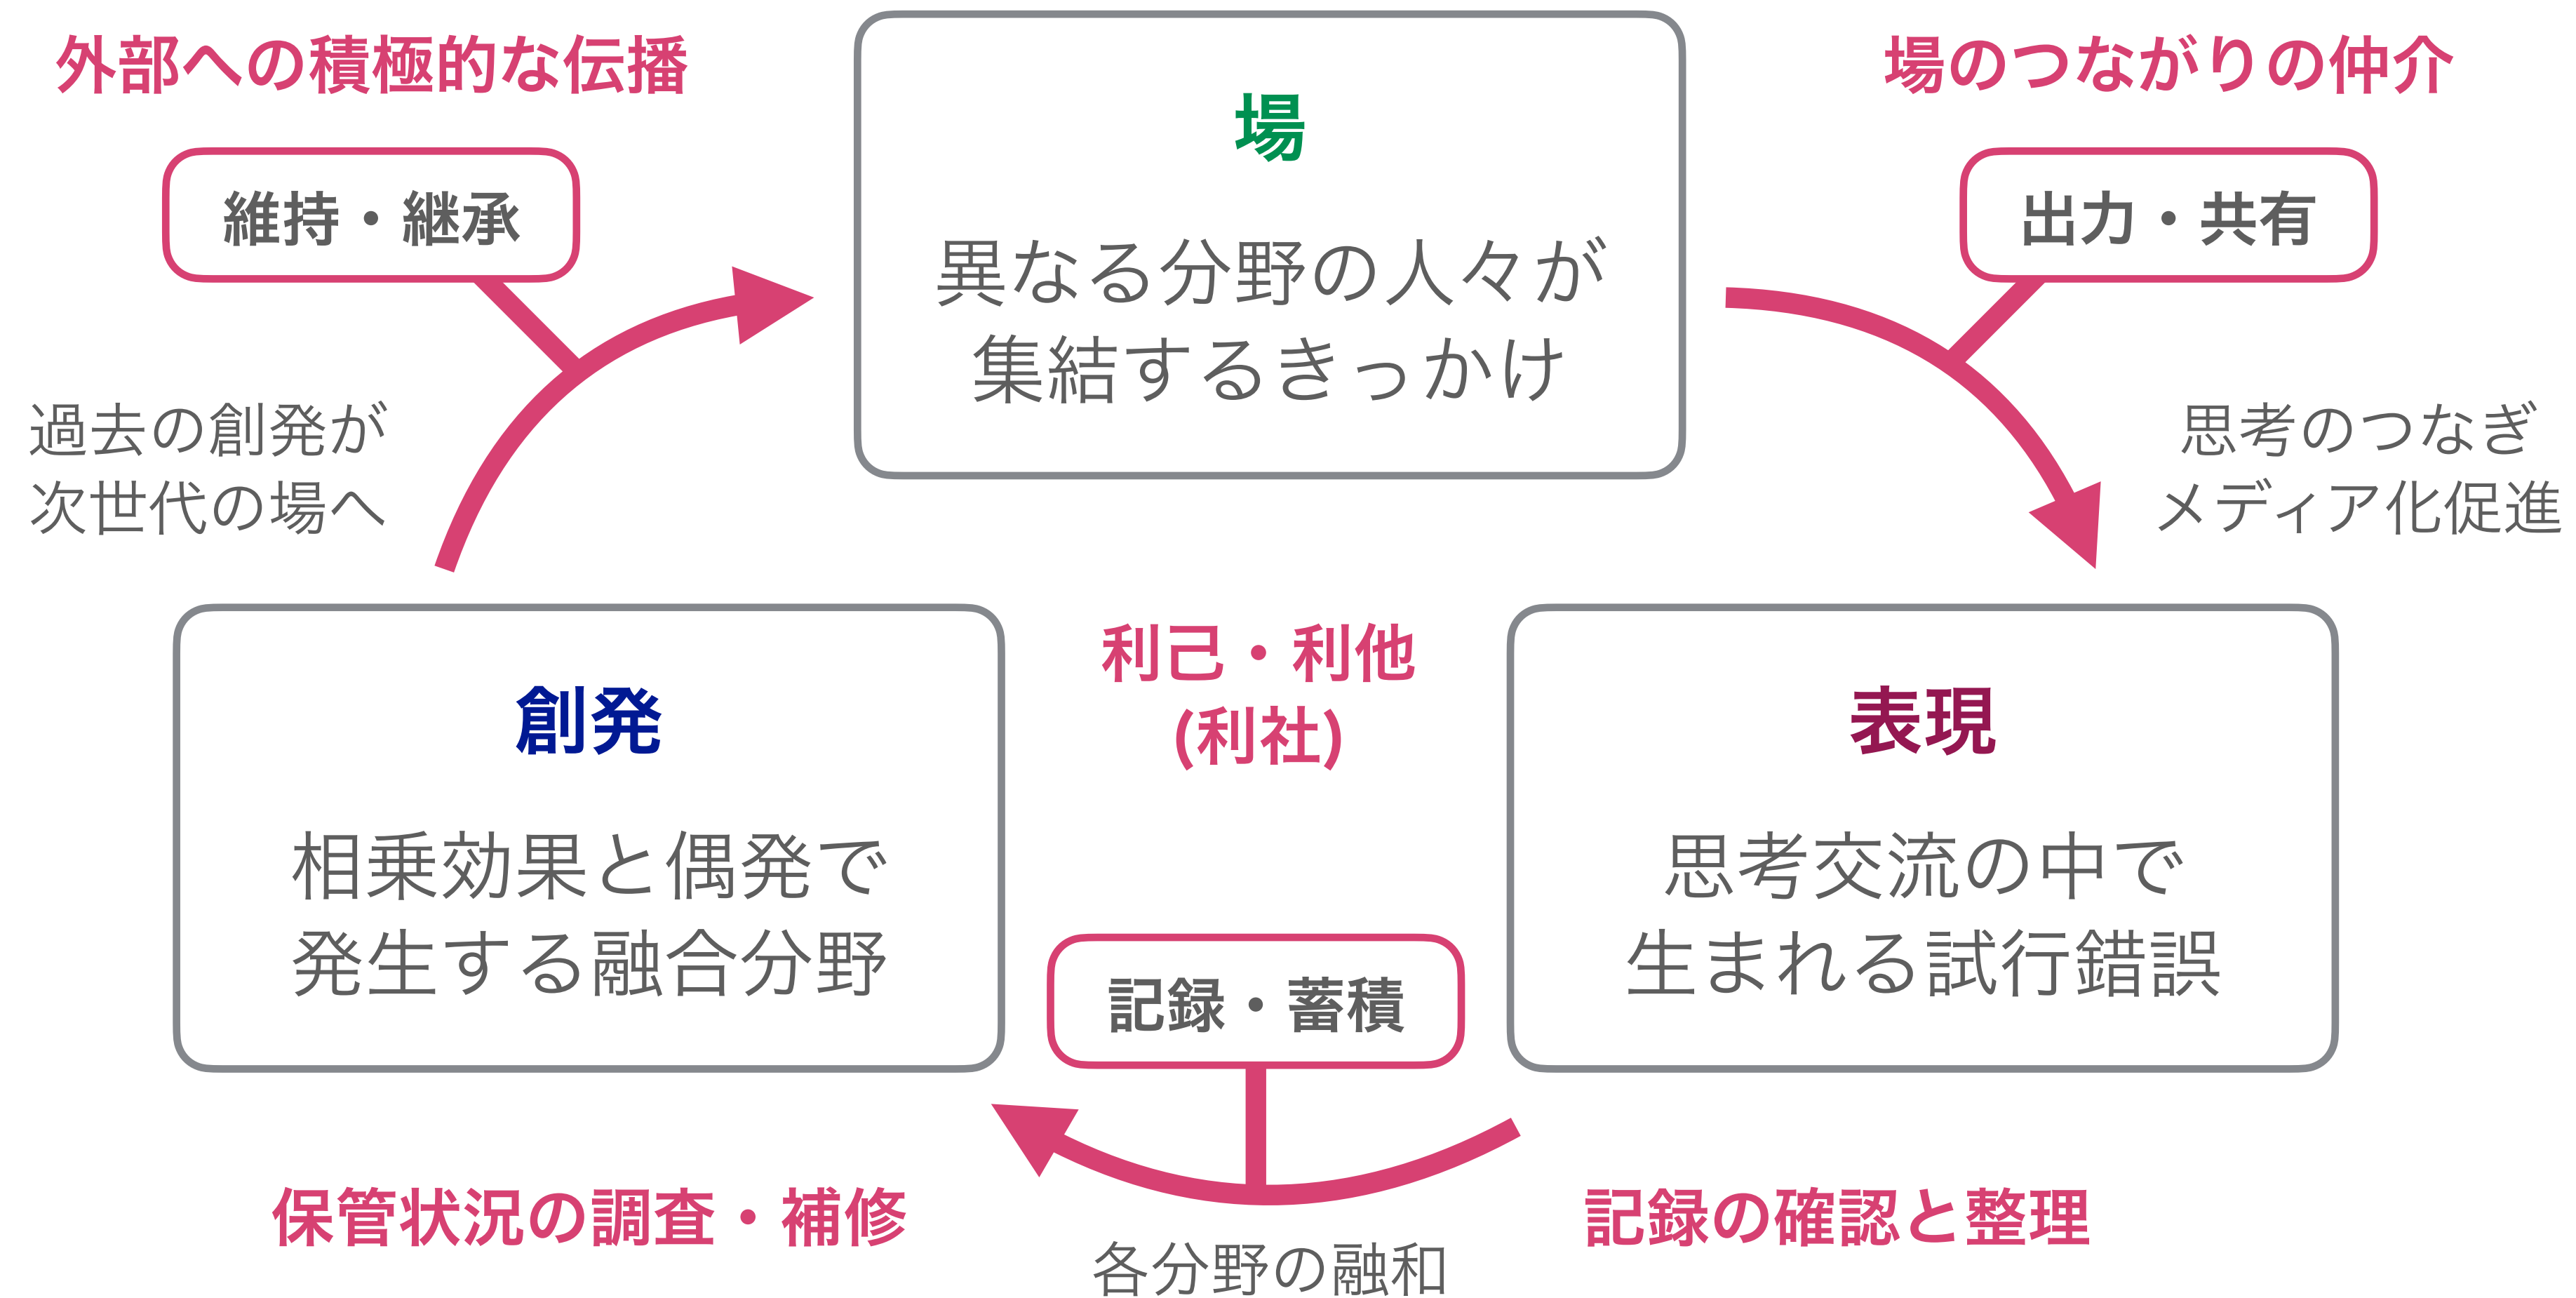 外部への積極的な伝播
場のつながりの仲介
場
異なる分野の人々が
集結するきっかけ
維持・継承
出力・共有
過去の創発が
次世代の場へ
思考のつなぎ
メディア化促進
利己・利他
(利社)
創発
相乗効果と偶発で
発生する融合分野
表現
思考交流の中で
生まれる試行錯誤
記録・蓄積
保管状況の調査・補修
記録の確認と整理
各分野の融和